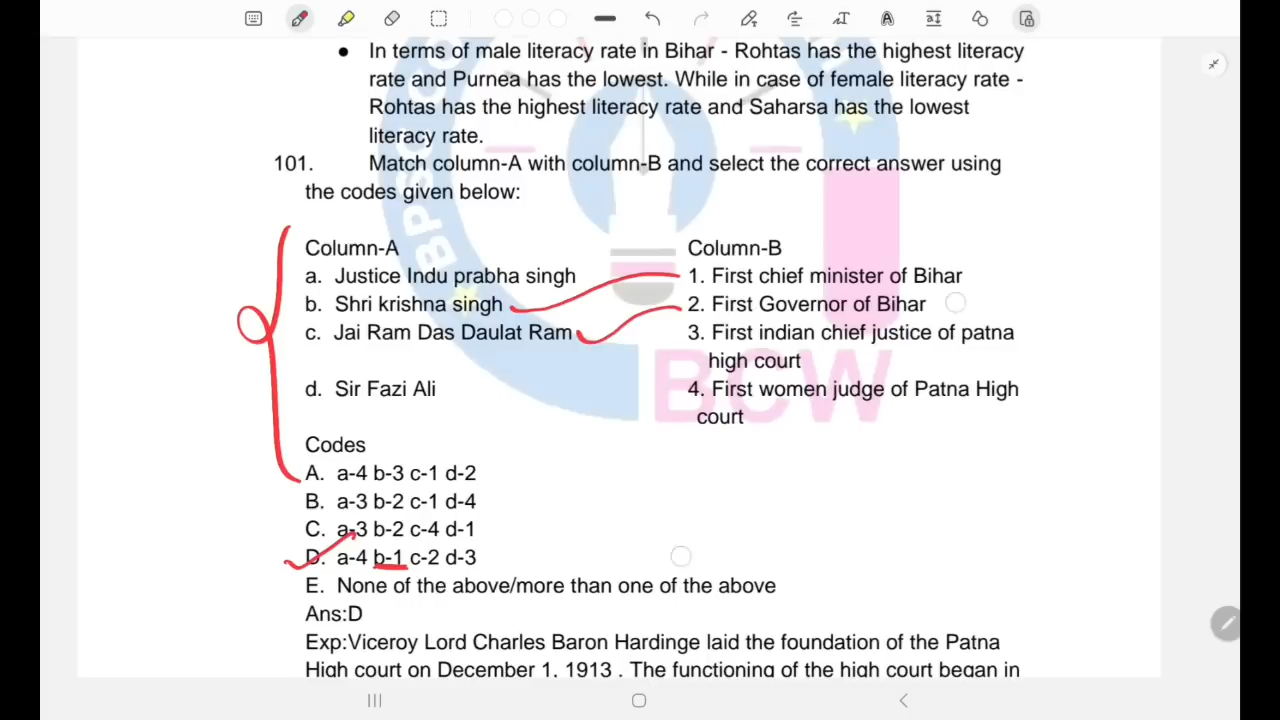 ● In terms of male literacy rate in Bihar - Rohtas has the highest literacy
rate and Purnea has the lowest. While in case of female literacy rate -
Rohtas has the highest literacy rate and Saharsa has the lowest
literacy rate.
101. Match column-A with column-B and select the correct answer using
the codes given below:
Column-A Column-B
a. Justice Indu prabha singh 1. First chief minister of Bihar
b. Shri krishna singh 2. First Governor of Bihar
c. Jai Ram Das Daulat Ram 3. First indian chief justice of patna
high court
d. Sir Fazi Ali 4. First women judge of Patna High
court
Codes
A. a-4 b-3 c-1 d-2
B. a-3 b-2 c-1 d-4
C. a-3 b-2 c-4 d-1
D. a-4 b-1 c-2 d-3
E. None of the above/more than one of the above
Ans:D
Exp:Viceroy Lord Charles Baron Hardinge laid the foundation of the Patna
High court on December 1, 1913 . The functioning of the high court began in
BCW